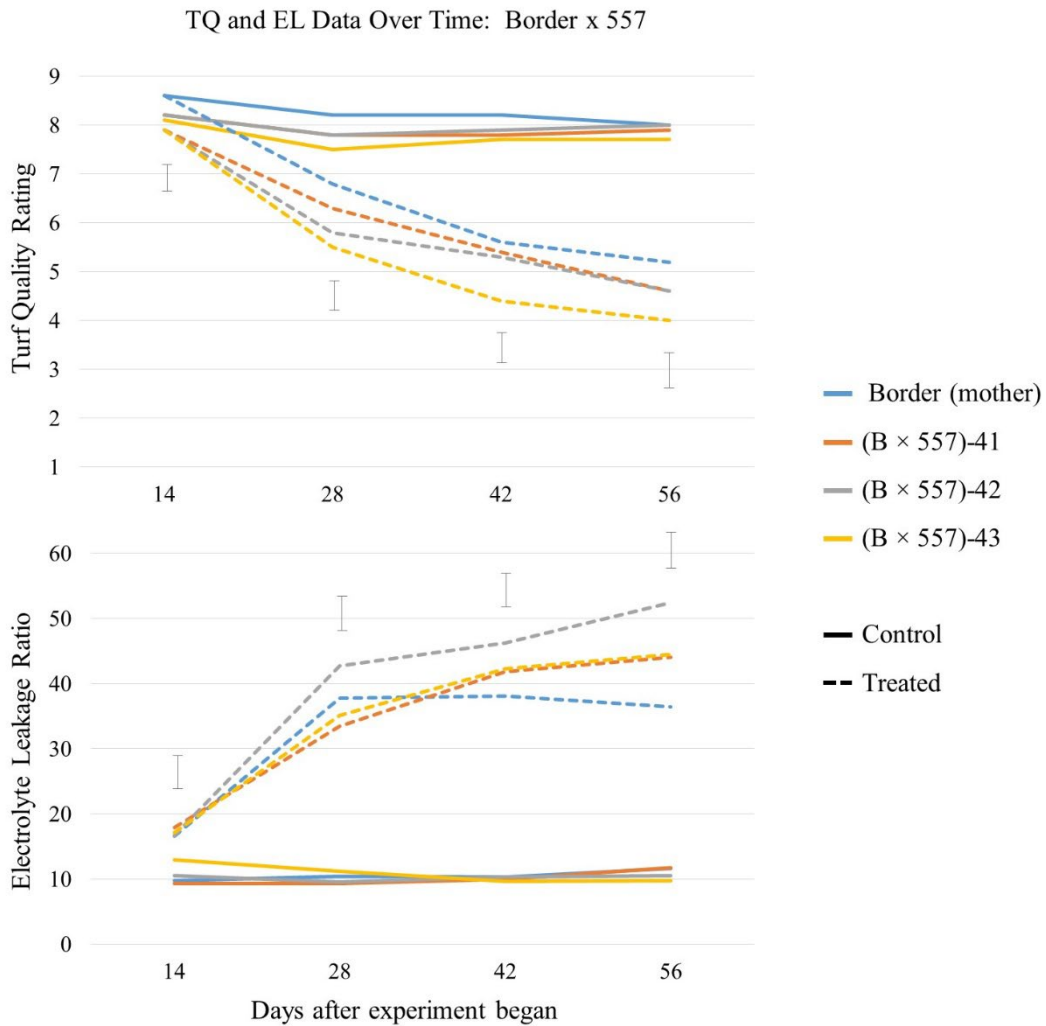 TQ and EL Data Over Time: Border x 557
9
8
7
6
5
4
3
2
1
Turf Quality Rating
14 28 42 56
60
50
40
30
20
10
0
Electrolyte Leakage Ratio
14 28 42 56
Days after experiment began
Border (mother)
(B × 557)-41
(B × 557)-42
(B × 557)-43
Control
Treated